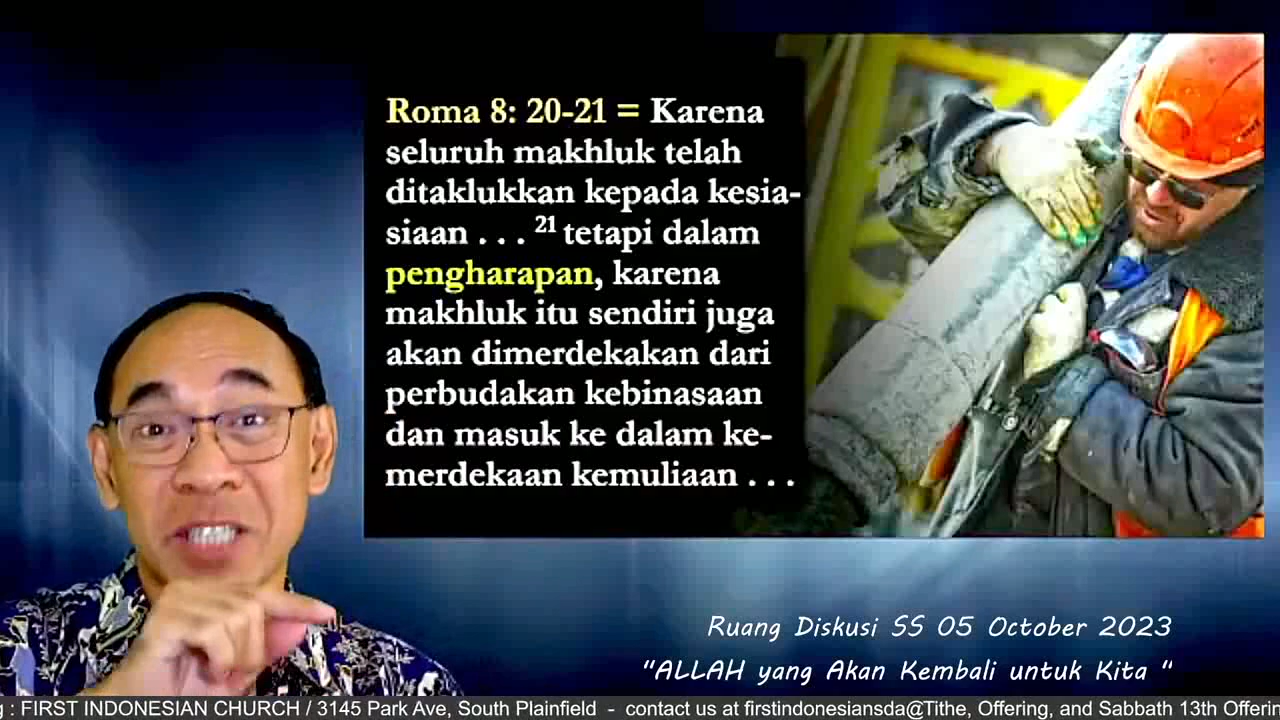 Roma 8: 20-21 = Karena
seluruh makhluk telah
ditaklukkan kepada kesia-
siaan . . . ²¹ tetapi dalam
pengharapan, karena
makhluk itu sendiri juga
akan dimerdekakan dari
perbudakan kebinasaan
dan masuk ke dalam ke-
merdekaan kemuliaan . . .
Ruang Diskusi SS 05 October 2023
"ALLAH yang Akan Kembali untuk Kita "
: FIRST INDONESIAN CHURCH / 3145 Park Ave, South Plainfield - contact us at firstindonesiansda@Tithe, Offering, and Sabbath 13th Offerin